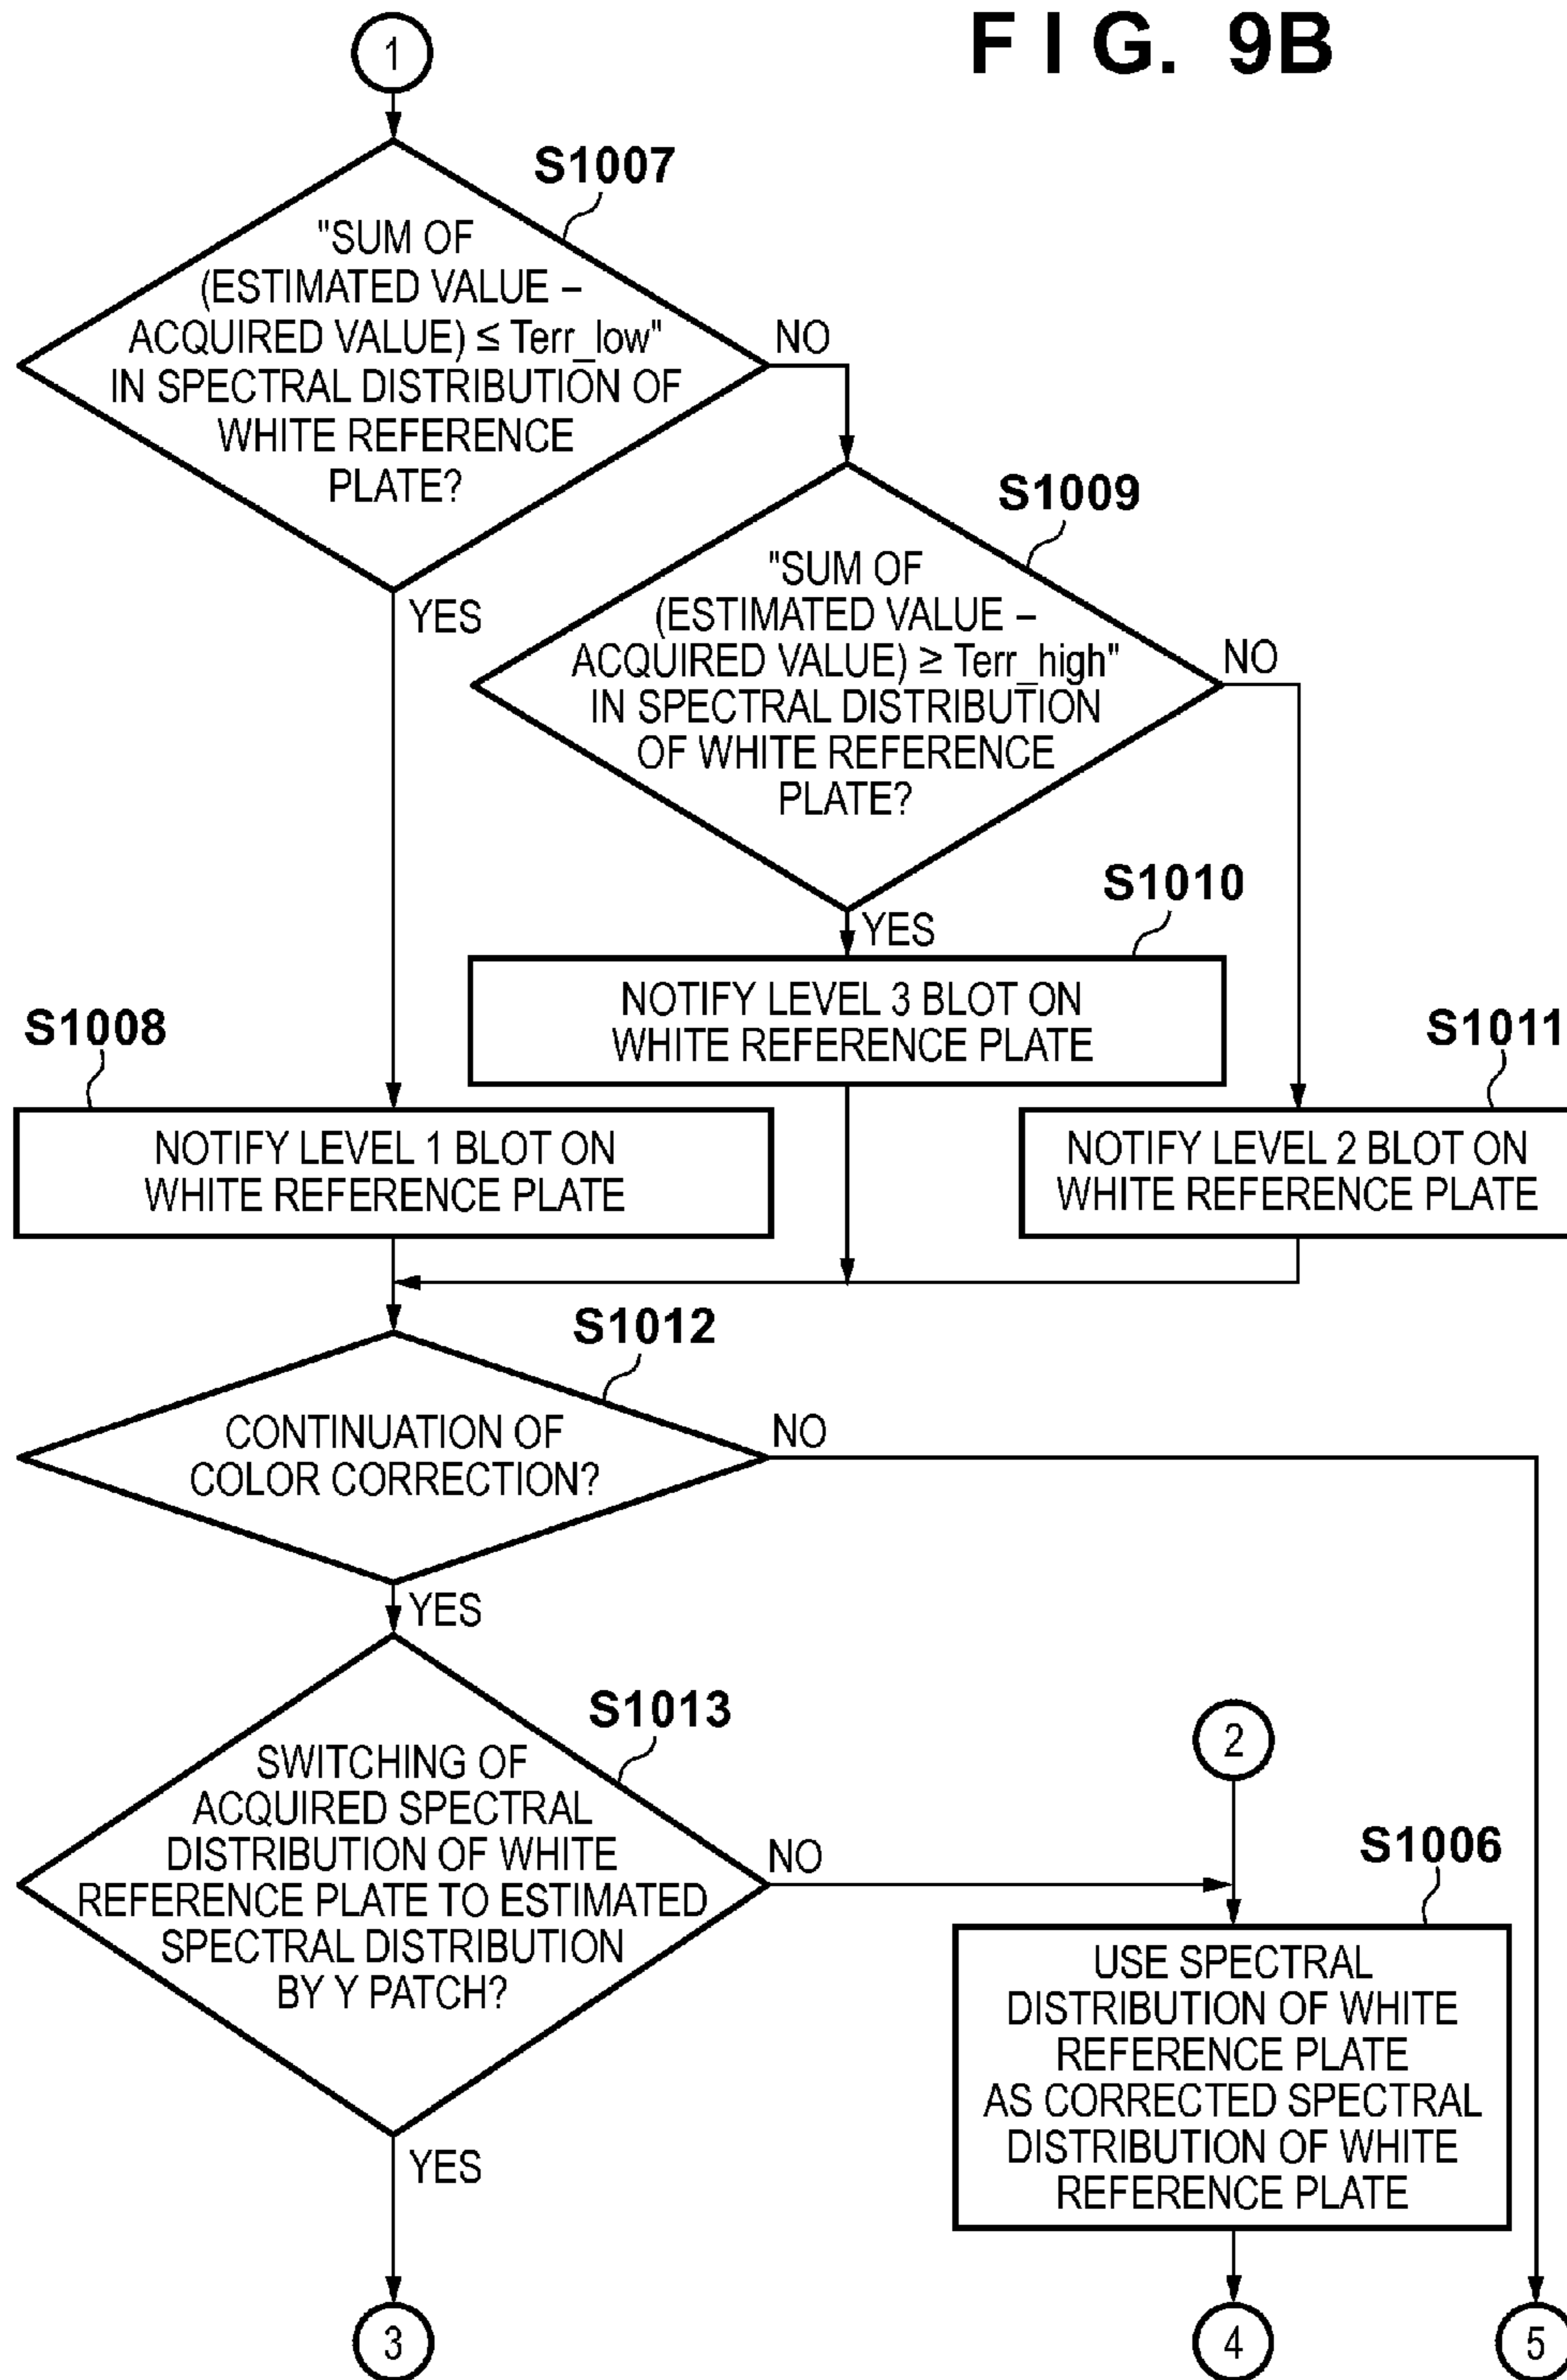 FIG. 9B
1
S1007
"SUM OF
(ESTIMATED VALUE –
ACQUIRED VALUE) ≤ Terr_low"
IN SPECTRAL DISTRIBUTION OF
WHITE REFERENCE
PLATE?
NO
YES
S1009
"SUM OF
(ESTIMATED VALUE –
ACQUIRED VALUE) ≥ Terr_high"
IN SPECTRAL DISTRIBUTION
OF WHITE REFERENCE
PLATE?
NO
YES
S1010
NOTIFY LEVEL 3 BLOT ON
WHITE REFERENCE PLATE
S1008
NOTIFY LEVEL 1 BLOT ON
WHITE REFERENCE PLATE
S1011
NOTIFY LEVEL 2 BLOT ON
WHITE REFERENCE PLATE
S1012
CONTINUATION OF
COLOR CORRECTION?
NO
YES
S1013
SWITCHING OF
ACQUIRED SPECTRAL
DISTRIBUTION OF WHITE
REFERENCE PLATE TO ESTIMATED
SPECTRAL DISTRIBUTION
BY Y PATCH?
NO
YES
2
S1006
USE SPECTRAL
DISTRIBUTION OF WHITE
REFERENCE PLATE
AS CORRECTED SPECTRAL
DISTRIBUTION OF WHITE
REFERENCE PLATE
3
4
5